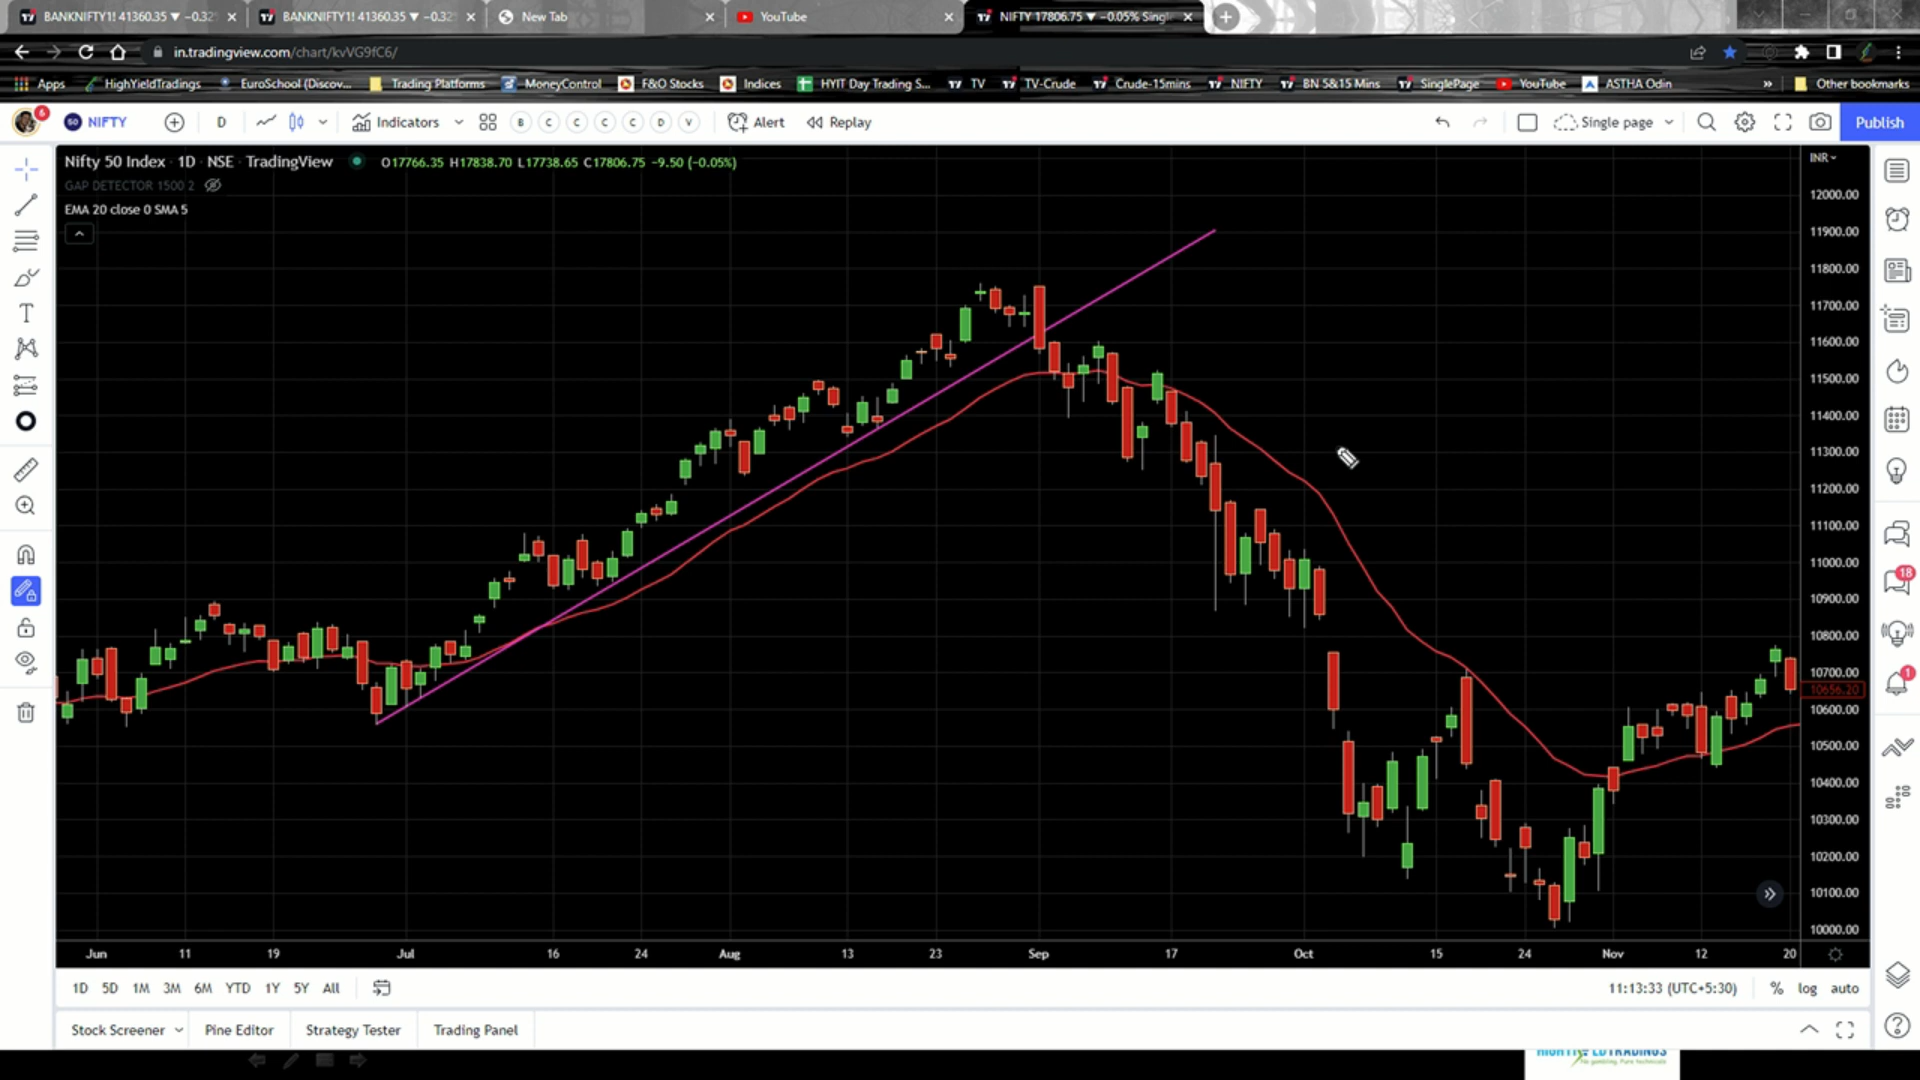 BANKNIFTY1! 41360.35 ▼ −0.32 BANKNIFTY1! 41360.35 ▼ −0.32 New Tab YouTube NIFTY 17806.75 ▼ −0.05% Singl
in.tradingview.com/chart/kvVG9fC6/
Apps HighYieldTradings EuroSchool (Discov... Trading Platforms MoneyControl F&O Stocks Indices HYIT Day Trading S... TV TV-Crude Crude-15mins NIFTY BN 5&15 Mins SinglePage YouTube ASTHA Odin » Other bookmarks
6 50 NIFTY D Indicators B C C C C D V Alert Replay Single page Publish
Nifty 50 Index · 1D · NSE · TradingView O17766.35 H17838.70 L17738.65 C17806.75 −9.50 (−0.05%)
INR
GAP DETECTOR 1500 2
EMA 20 close 0 SMA 5
12000.00
11900.00
11800.00
11700.00
11600.00
11500.00
11400.00
11300.00
11200.00
11100.00
11000.00
10900.00
10800.00
10700.00
10656.20
10600.00
10500.00
10400.00
10300.00
10200.00
10100.00
10000.00
18
1
Jun 11 19 Jul 16 24 Aug 13 23 Sep 17 Oct 15 24 Nov 12 20
1D 5D 1M 3M 6M YTD 1Y 5Y All 11:13:33 (UTC+5:30) % log auto
Stock Screener Pine Editor Strategy Tester Trading Panel